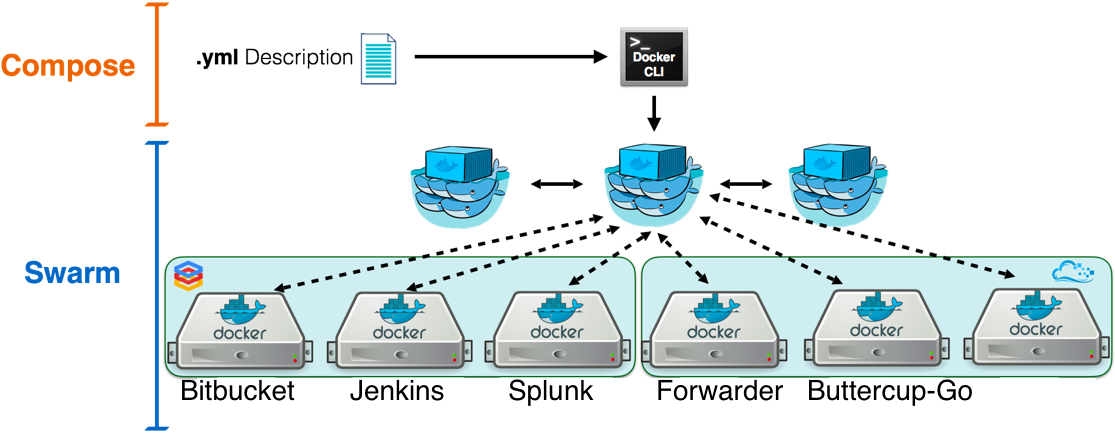 Compose
.yml Description
>_
Docker
CLI
Swarm
docker
docker
docker
docker
docker
docker
Bitbucket
Jenkins
Splunk
Forwarder
Buttercup-Go